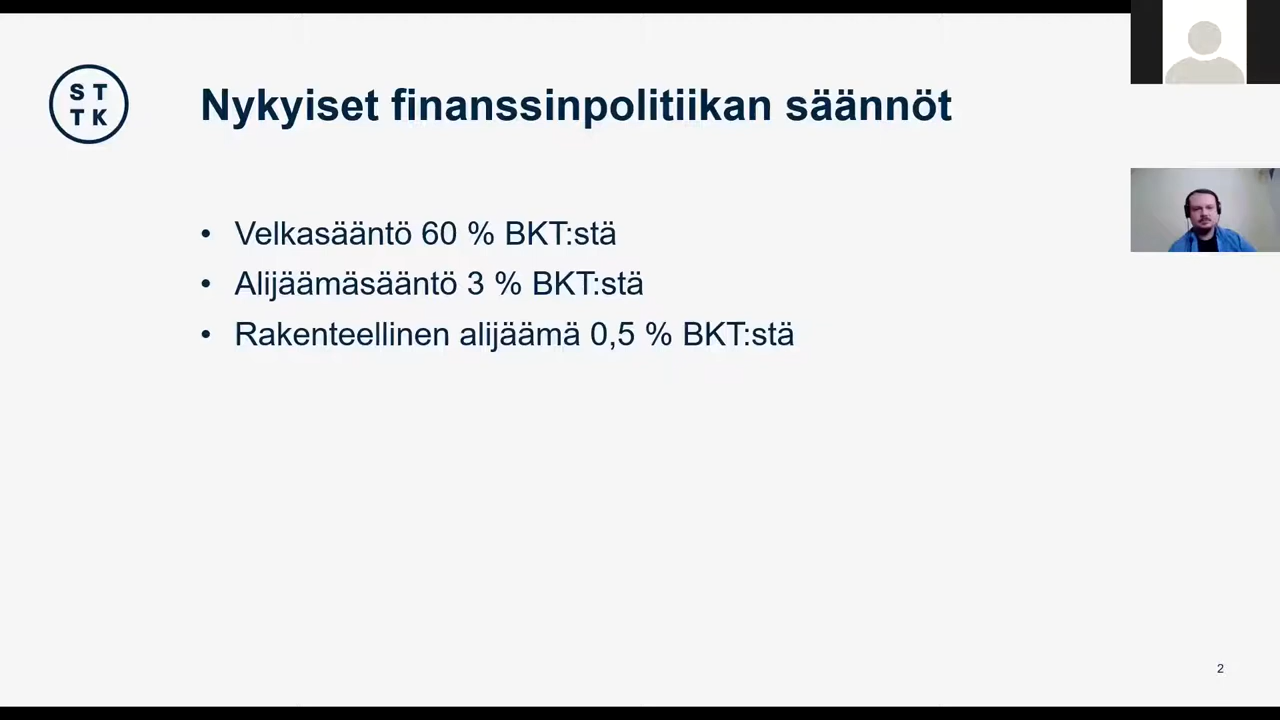 S T
T K
Nykyiset finanssinpolitiikan säännöt
• Velkasääntö 60 % BKT:stä
• Alijäämäsääntö 3 % BKT:stä
• Rakenteellinen alijäämä 0,5 % BKT:stä
2